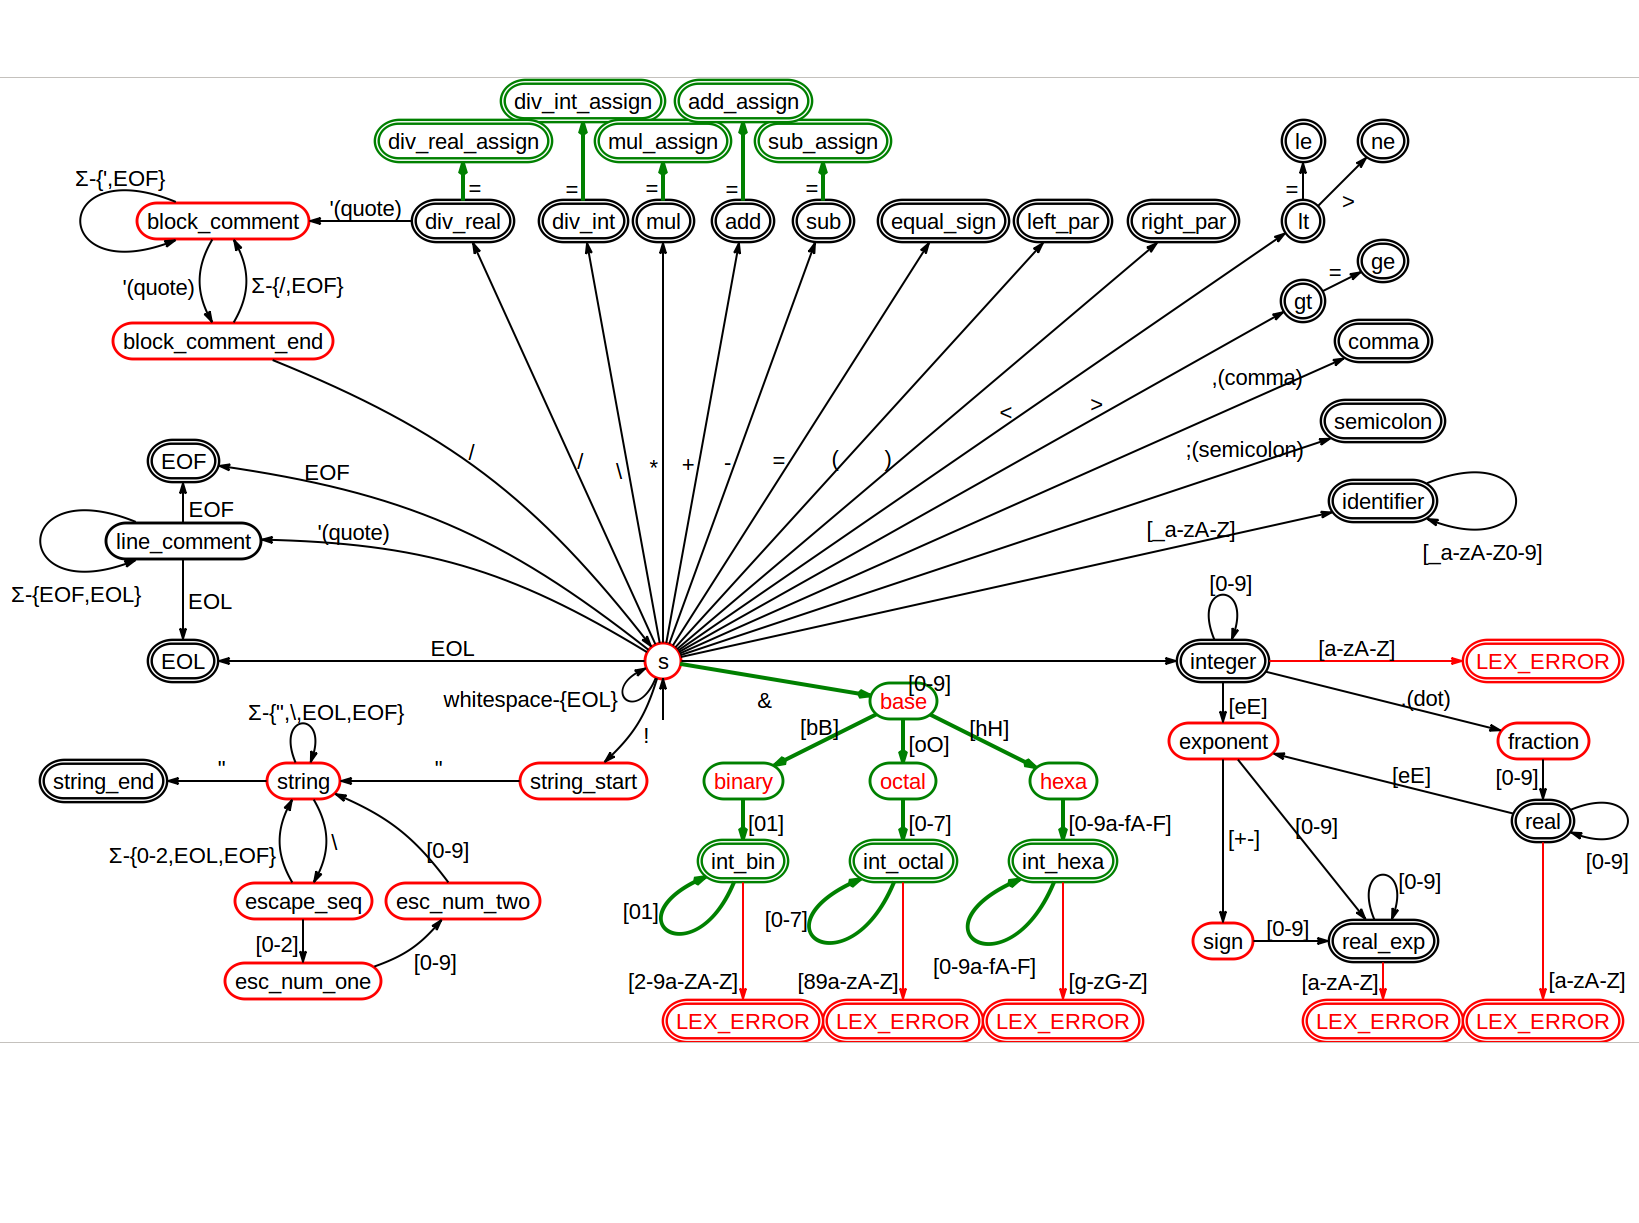 div_int_assign
add_assign
div_real_assign
mul_assign
sub_assign
le
ne
Σ-{',EOF}
=
=
=
=
=
=
>
block_comment
'(quote)
div_real
div_int
mul
add
sub
equal_sign
left_par
right_par
lt
'(quote)
Σ-{/,EOF}
=
ge
gt
block_comment_end
comma
,(comma)
<
>
semicolon
/
EOF
EOF
/
\
*
+
-
=
(
)
;(semicolon)
identifier
EOF
line_comment
'(quote)
[_a-zA-Z]
[_a-zA-Z0-9]
Σ-{EOF,EOL}
EOL
[0-9]
EOL
EOL
s
integer
[a-zA-Z]
LEX_ERROR
whitespace-{EOL}
&
base
[0-9]
[eE]
.(dot)
Σ-{",\,EOL,EOF}
!
[bB]
[oO]
[hH]
exponent
fraction
string_end
"
string
"
string_start
binary
octal
hexa
[eE]
[0-9]
\
[01]
[0-7]
[0-9a-fA-F]
[+-]
[0-9]
real
Σ-{0-2,EOL,EOF}
[0-9]
int_bin
int_octal
int_hexa
[0-9]
escape_seq
esc_num_two
[01]
[0-7]
[0-9]
[0-2]
[0-9]
[0-9a-fA-F]
sign
[0-9]
real_exp
esc_num_one
[2-9a-ZA-Z]
[89a-zA-Z]
[g-zG-Z]
[a-zA-Z]
[a-zA-Z]
LEX_ERROR
LEX_ERROR
LEX_ERROR
LEX_ERROR
LEX_ERROR